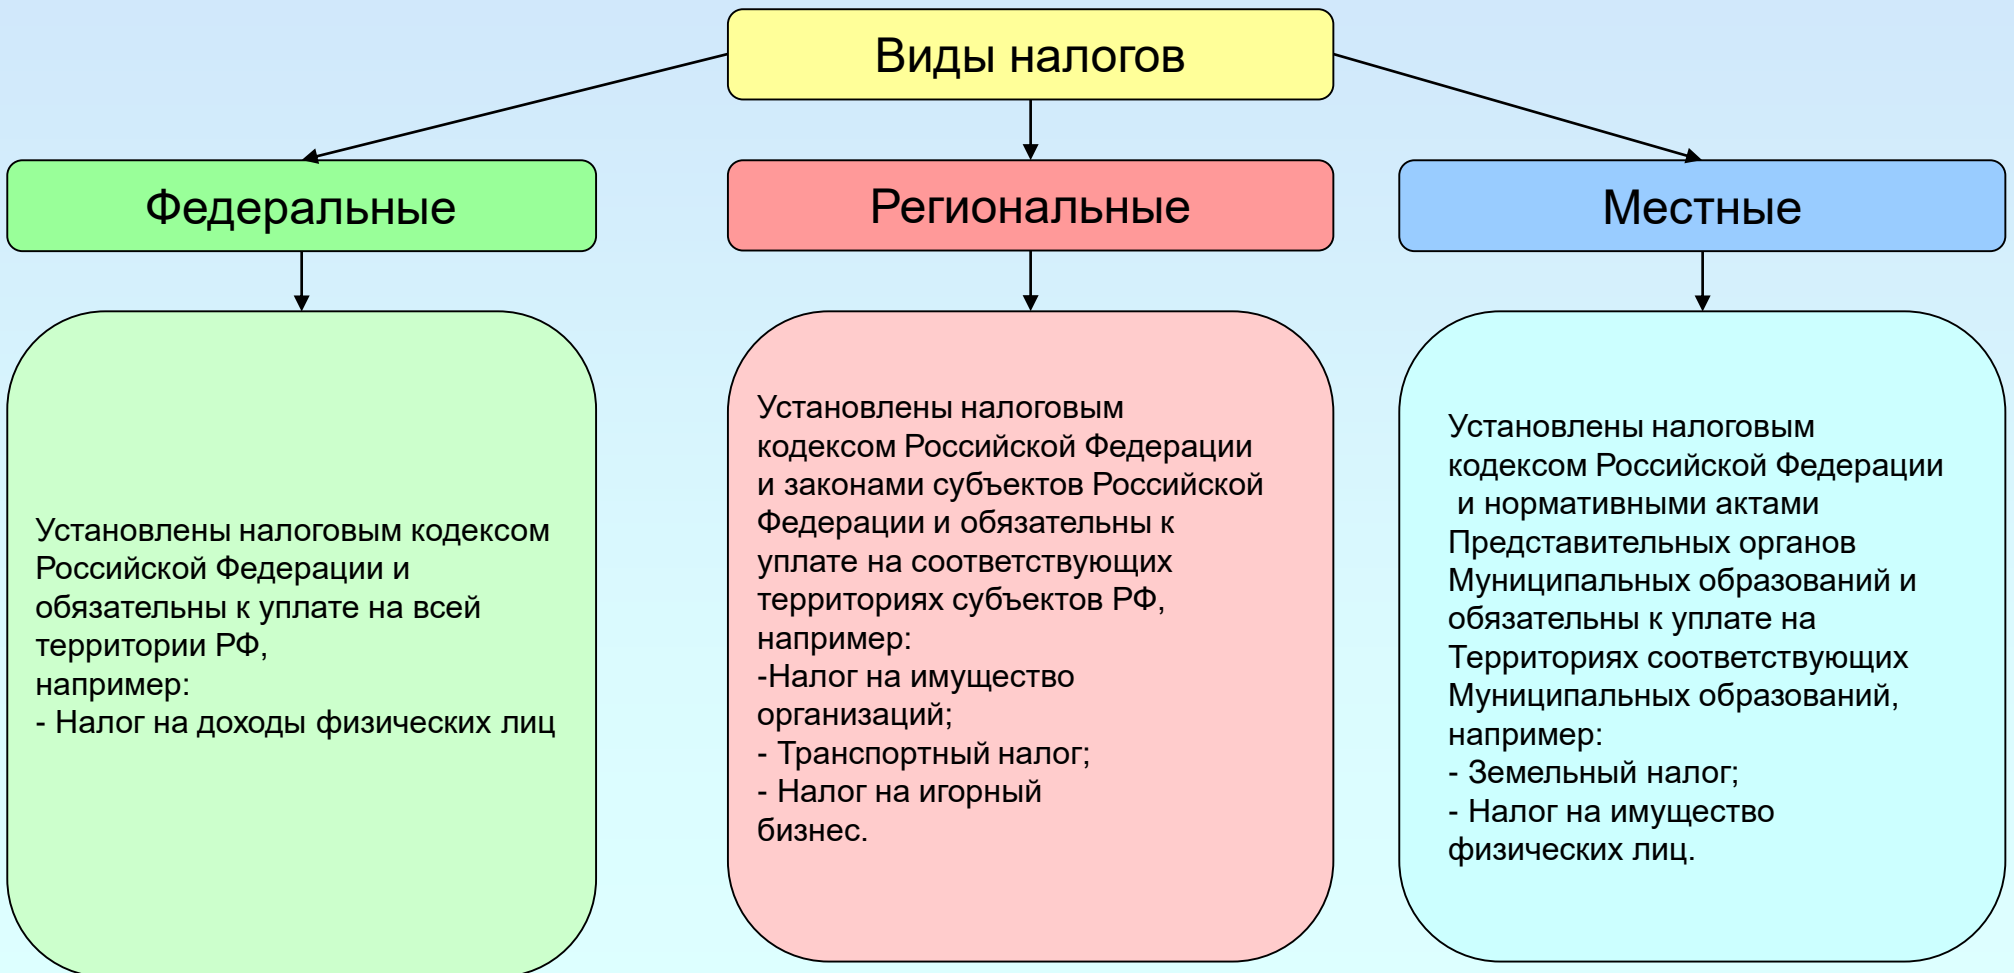 Виды налогов
Федеральные
Региональные
Местные
Установлены налоговым кодексом
Российской Федерации и
обязательны к уплате на всей
территории РФ,
например:
- Налог на доходы физических лиц
Установлены налоговым
кодексом Российской Федерации
и законами субъектов Российской
Федерации и обязательны к
уплате на соответствующих
территориях субъектов РФ,
например:
-Налог на имущество
организаций;
- Транспортный налог;
- Налог на игорный
бизнес.
Установлены налоговым
кодексом Российской Федерации
и нормативными актами
Представительных органов
Муниципальных образований и
обязательны к уплате на
Территориях соответствующих
Муниципальных образований,
например:
- Земельный налог;
- Налог на имущество
физических лиц.